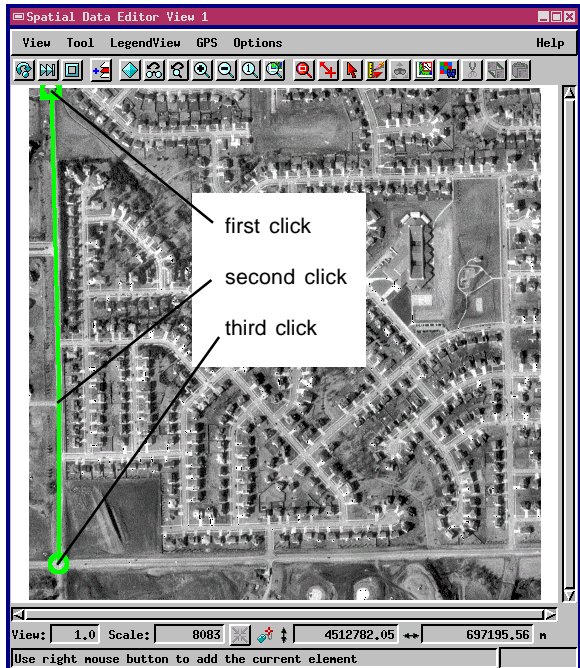 Spatial Data Editor View 1
View Tool LegendView GPS Options Help
first click
second click
third click
View: 1.0 Scale: 8083 4512782.05 697195.56 m
Use right mouse button to add the current element